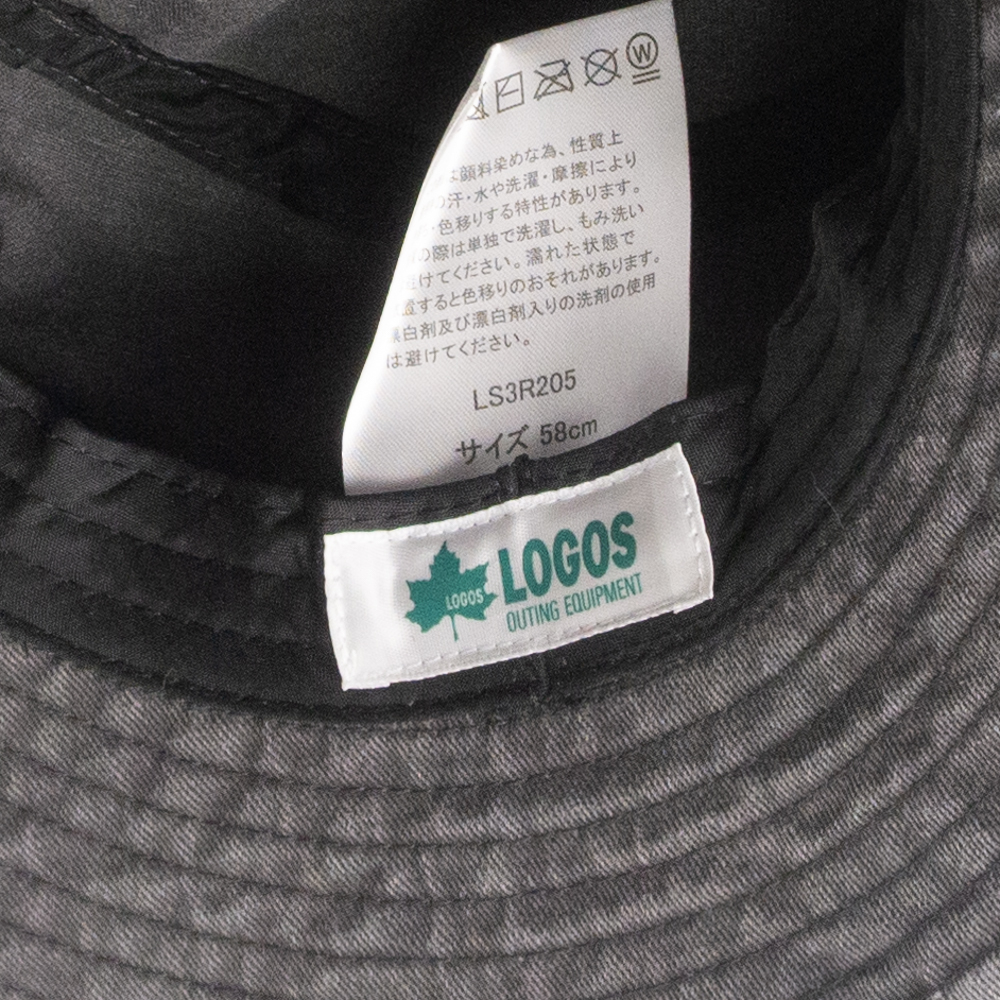 W
は顔料染めな為、性質上
の汗・水や洗濯・摩擦により
・色移りする特性があります。
の際は単独で洗濯し、もみ洗い
避けてください。濡れた状態で
置すると色移りのおそれがあります。
漂白剤及び漂白剤入りの洗剤の使用
は避けてください。
LS3R205
サイズ 58cm
LOGOS
LOGOS
OUTING EQUIPMENT